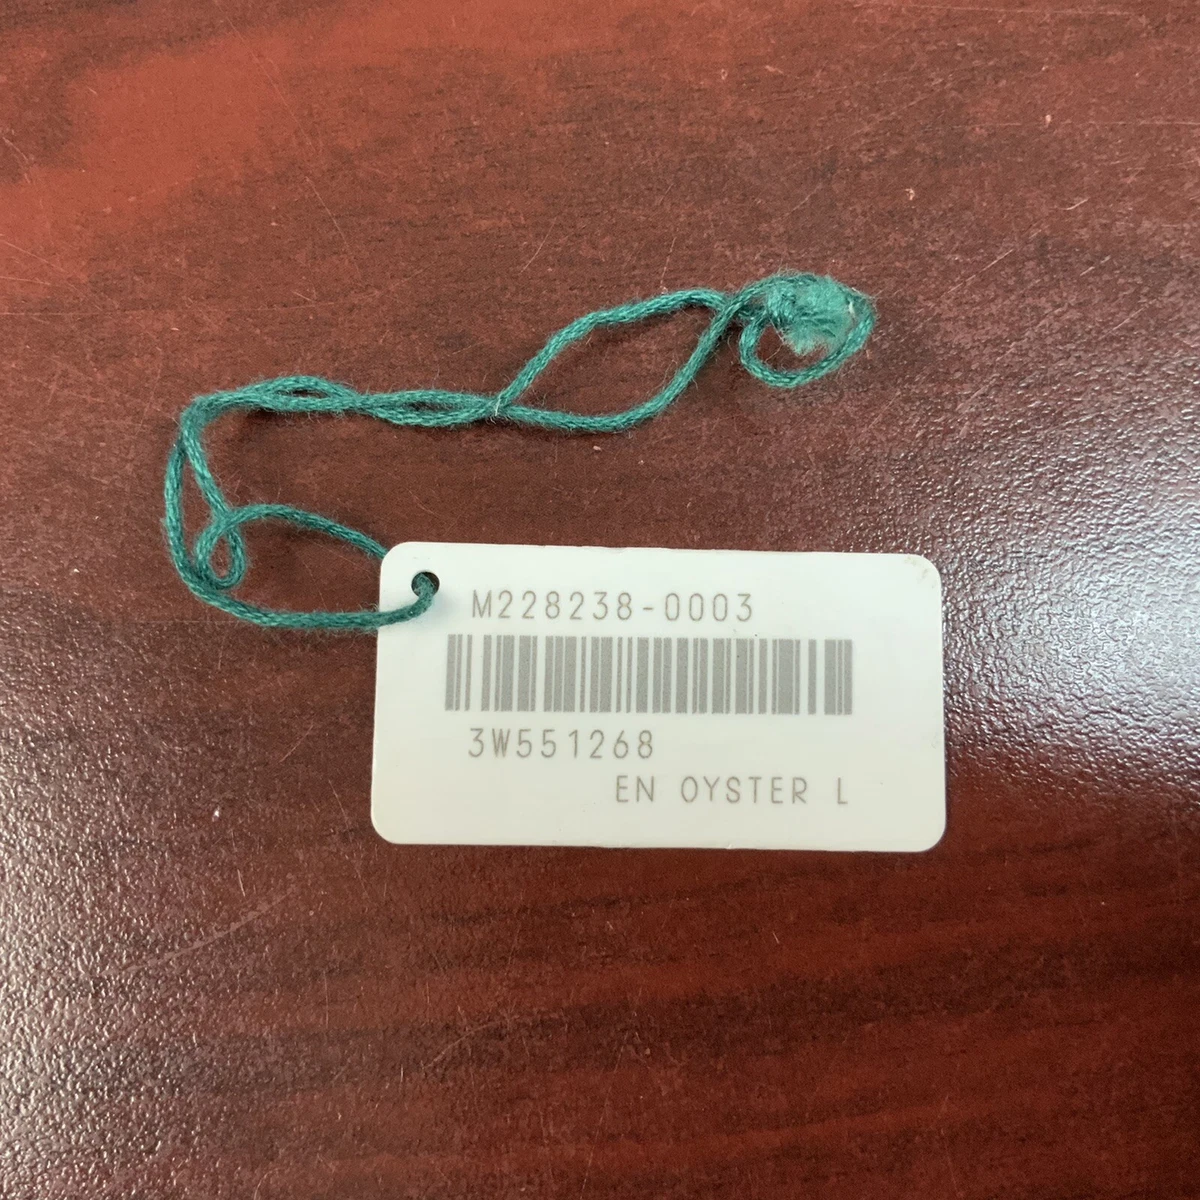 M228238-0003
3W551268
EN OYSTER L